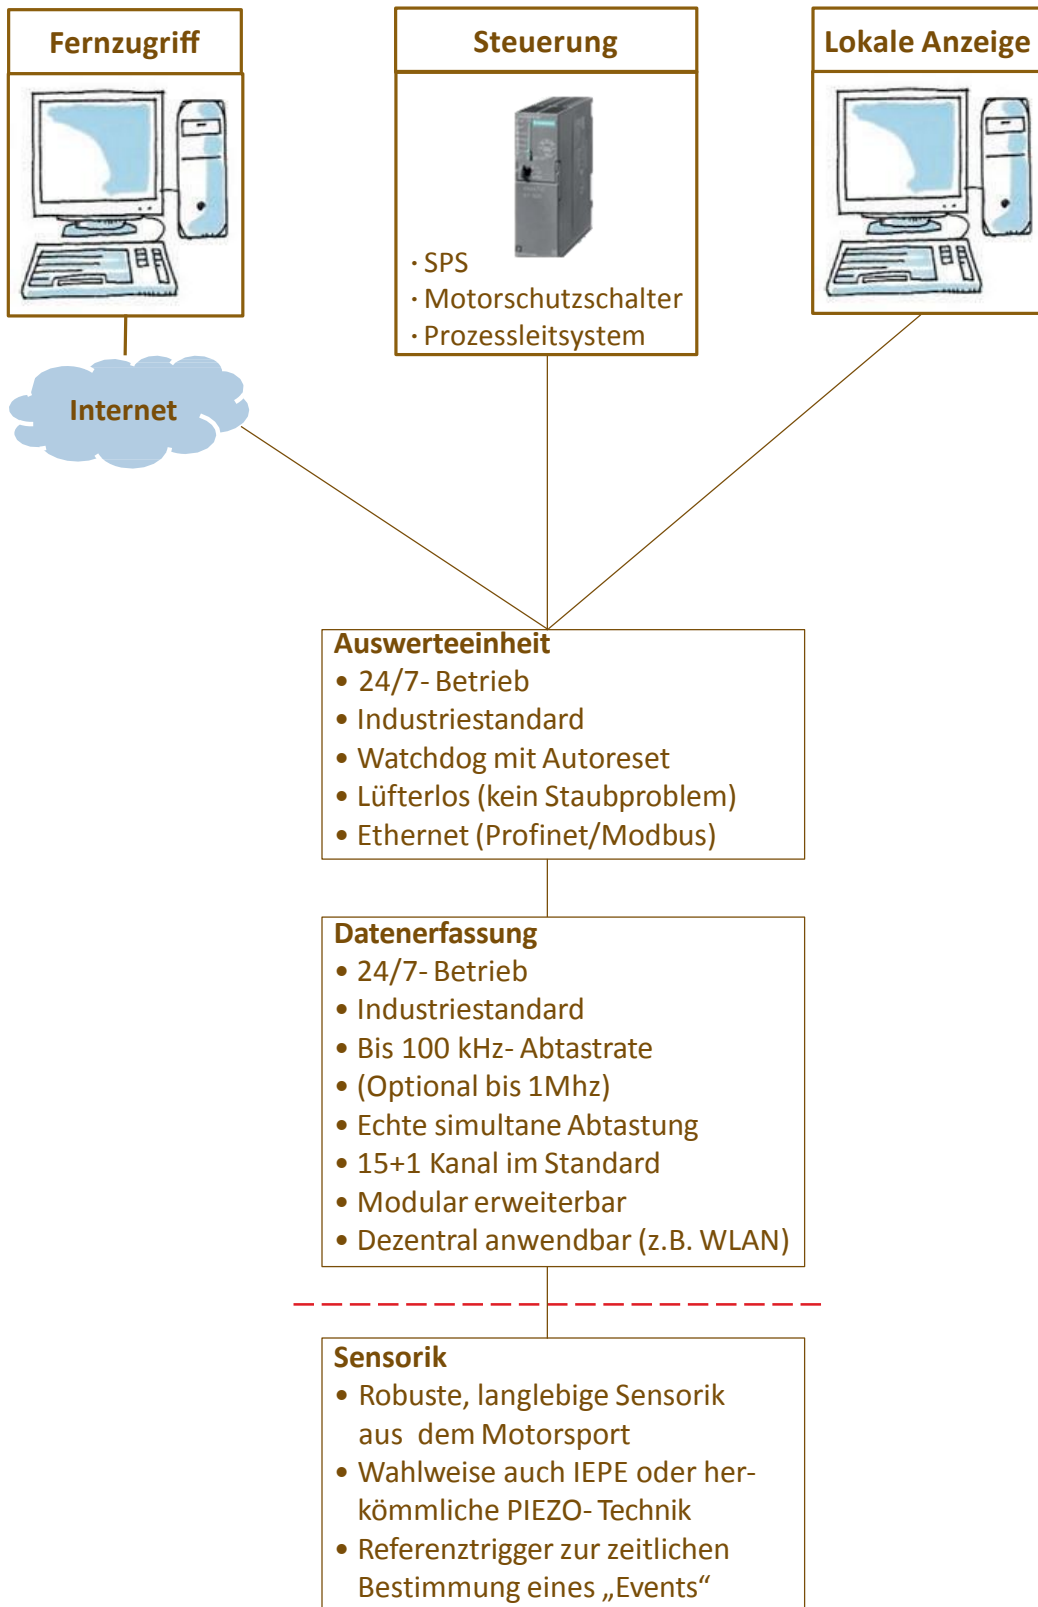 Fernzugriff
Steuerung
Lokale Anzeige
· SPS
· Motorschutzschalter
· Prozessleitsystem
Internet
Auswerteeinheit
• 24/7- Betrieb
• Industriestandard
• Watchdog mit Autoreset
• Lüfterlos (kein Staubproblem)
• Ethernet (Profinet/Modbus)
Datenerfassung
• 24/7- Betrieb
• Industriestandard
• Bis 100 kHz- Abtastrate
• (Optional bis 1Mhz)
• Echte simultane Abtastung
• 15+1 Kanal im Standard
• Modular erweiterbar
• Dezentral anwendbar (z.B. WLAN)
Sensorik
• Robuste, langlebige Sensorik
aus dem Motorsport
• Wahlweise auch IEPE oder her-
kömmliche PIEZO- Technik
• Referenztrigger zur zeitlichen
Bestimmung eines „Events“